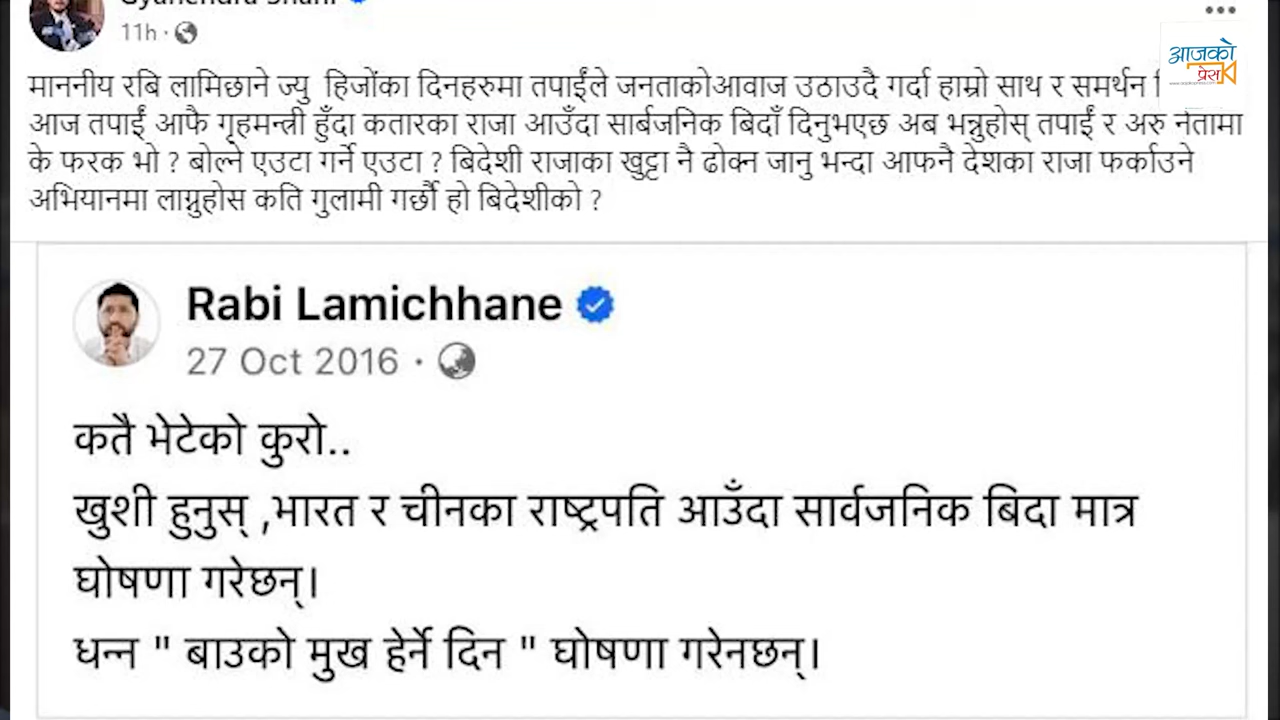 Gyanendra Shahi
11h
आजको
प्रेस
माननीय रबि लामिछाने ज्यु हिजोंका दिनहरुमा तपाईंले जनताकोआवाज उठाउदै गर्दा हाम्रो साथ र समर्थन
आज तपाईं आफै गृहमन्त्री हुँदा कतारका राजा आउँदा सार्बजनिक बिदाँ दिनुभएछ अब भन्नुहोस् तपाईं र अरु नेतामा
के फरक भो ? बोल्ने एउटा गर्ने एउटा ? बिदेशी राजाका खुट्टा नै ढोक्न जानु भन्दा आफनै देशका राजा फर्काउने
अभियानमा लाग्नुहोस कति गुलामी गर्छौ हो बिदेशीको ?
Rabi Lamichhane
27 Oct 2016
कतै भेटेको कुरो..
खुशी हुनुस् ,भारत र चीनका राष्ट्रपति आउँदा सार्वजनिक बिदा मात्र
घोषणा गरेछन्।
धन्न " बाउको मुख हेर्ने दिन " घोषणा गरेनछन्।